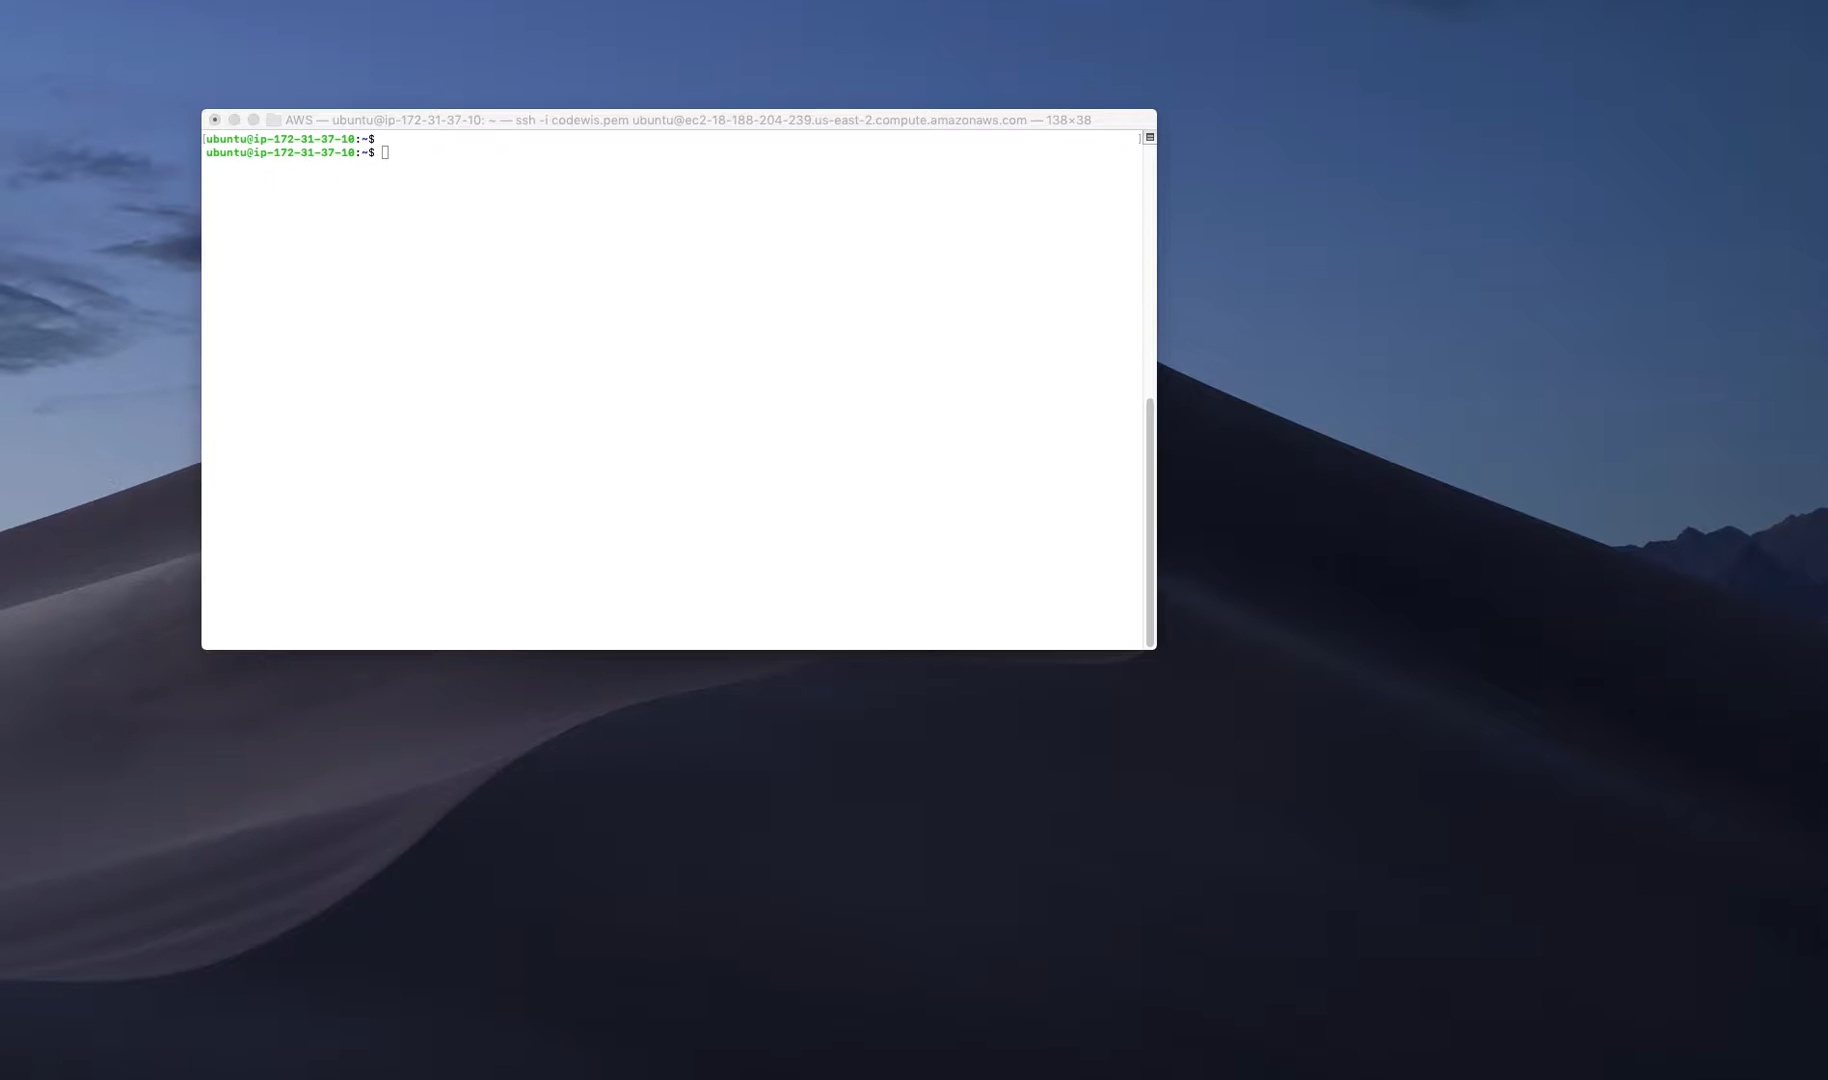 AWS — ubuntu@ip-172-31-37-10: ~ — ssh -i codewis.pem ubuntu@ec2-18-188-204-239.us-east-2.compute.amazonaws.com — 138×38
[ubuntu@ip-172-31-37-10:~$ ]
ubuntu@ip-172-31-37-10:~$